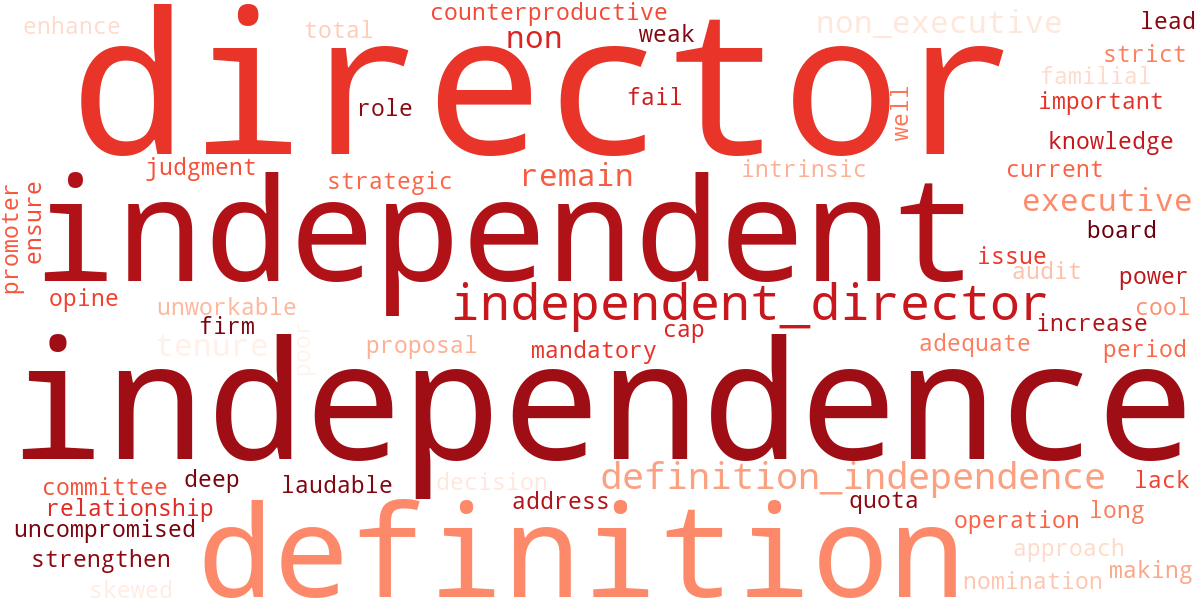 enhance
total
counterproductive
non
weak
non_executive
lead
strict
director
role
fail
well
familial
important
knowledge
judgment
strategic
remain
intrinsic
current
promoter
ensure
independent
executive
board
issue
audit
power
opine
unworkable
independent_director
cool
firm
cap
increase
tenure
poor
proposal
mandatory
adequate
period
independence
committee
deep
laudable
decision
definition_independence
lack
relationship
address
quota
uncompromised
definition
operation
long
strengthen
approach
skewed
nomination
making